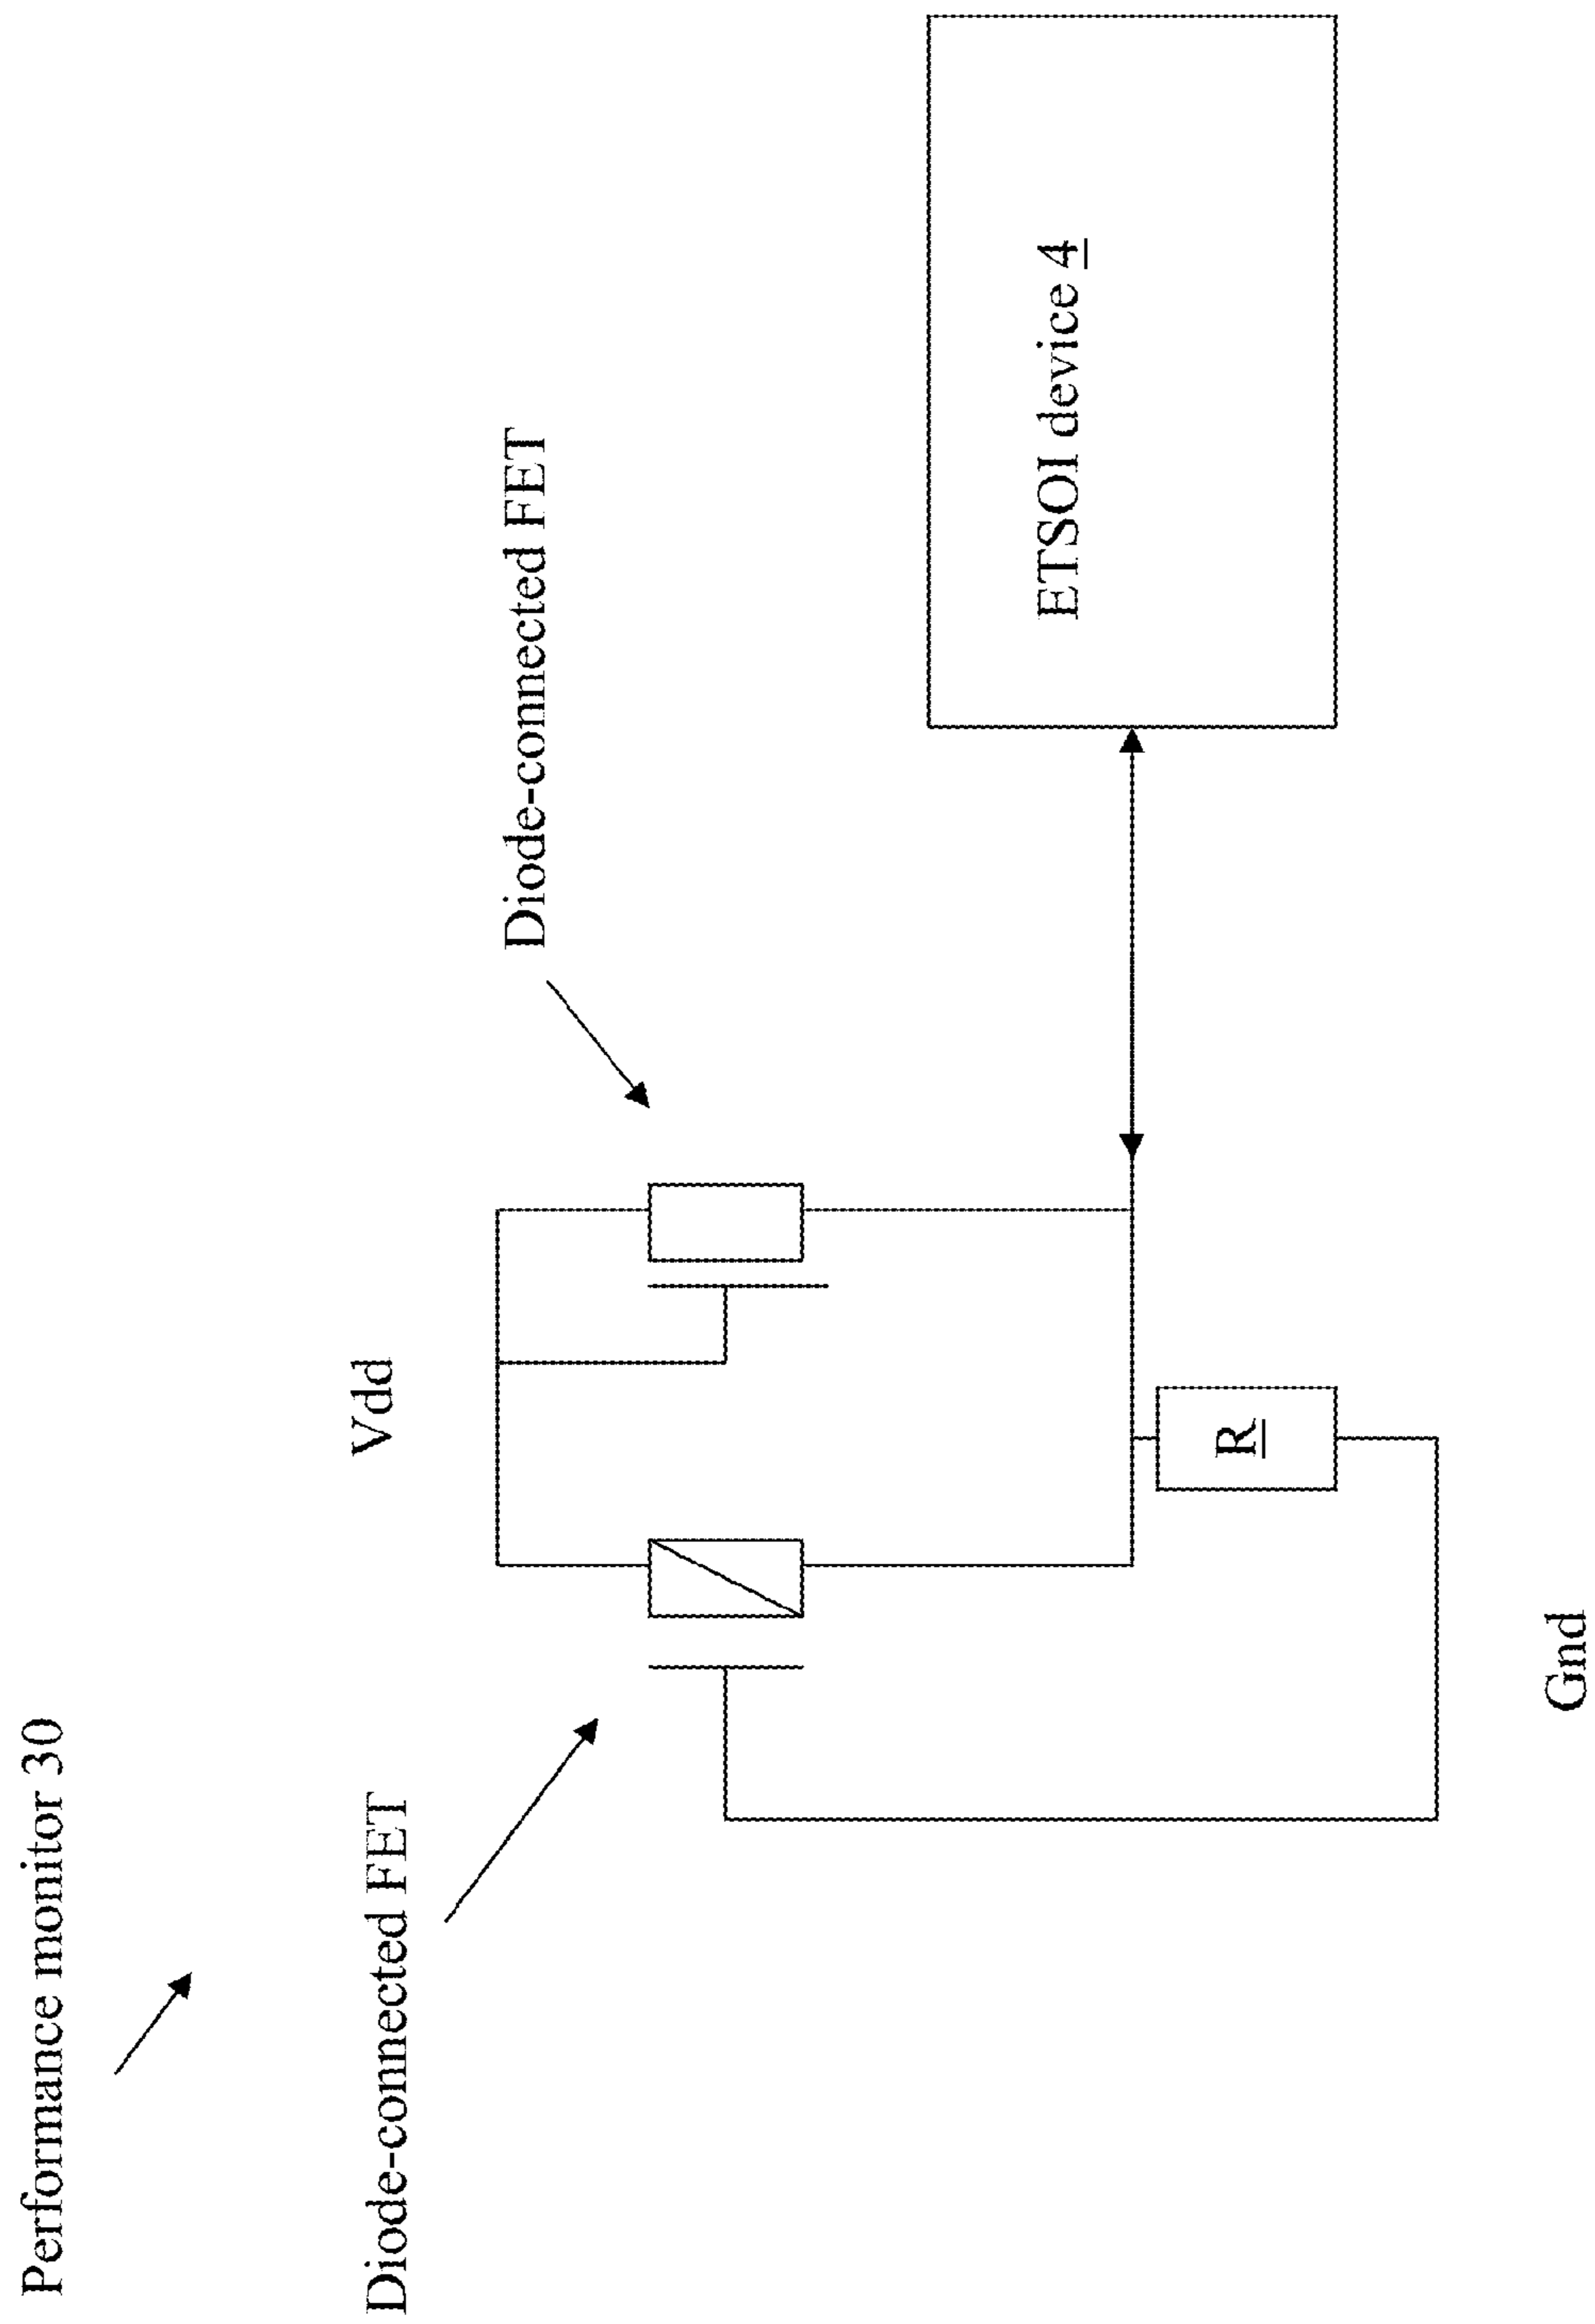 Performance monitor 30
Diode-connected FET
Vdd
Diode-connected FET
ETSOI device 4
R
Gnd